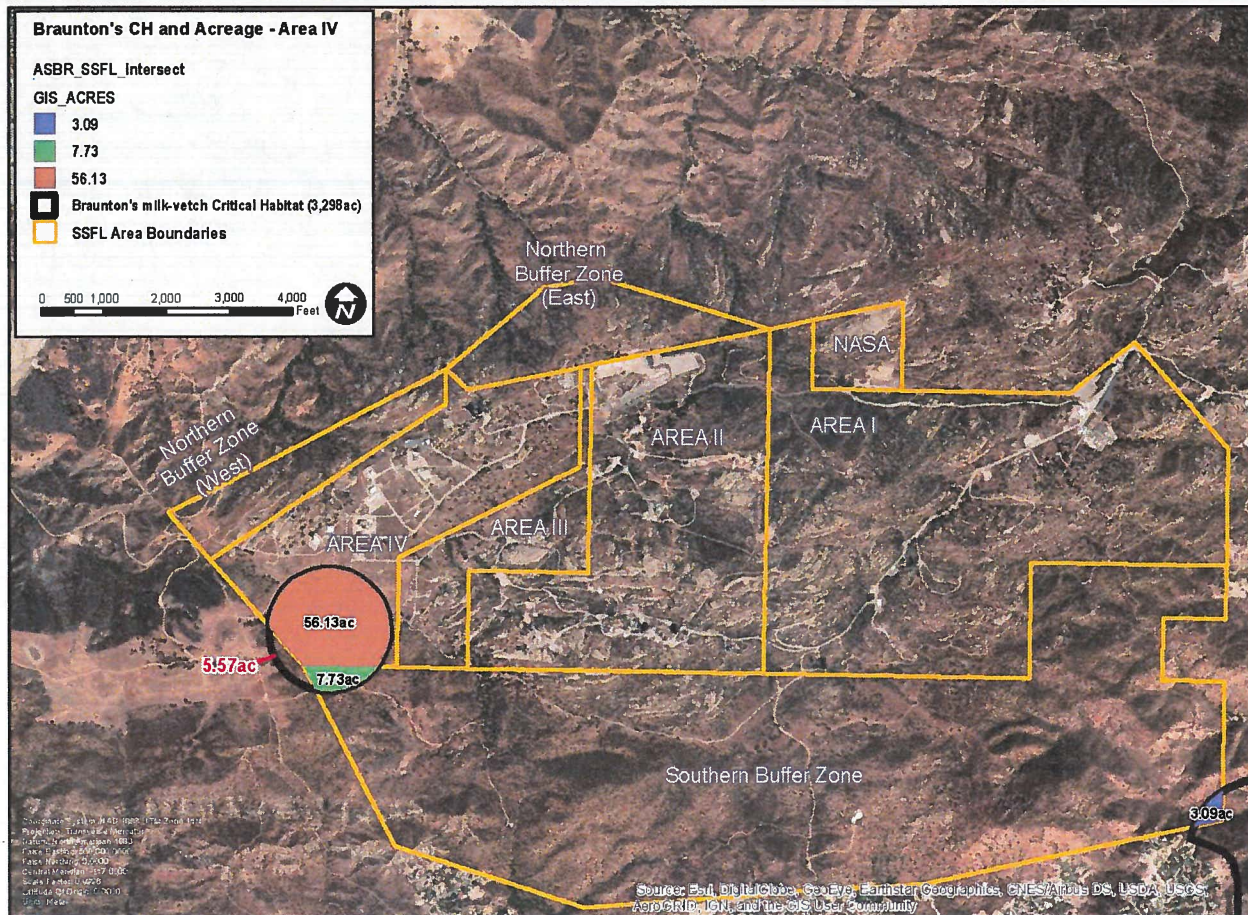 Braunton's CH and Acreage - Area IV
ASBR_SSFL_Intersect
GIS_ACRES
3.09
7.73
56.13
Braunton's milk-vetch Critical Habitat (3,298ac)
SSFL Area Boundaries
0 500 1,000 2,000 3,000 4,000
Feet
N
Northern
Buffer Zone
(East)
NASA
Northern
Buffer Zone
(West)
AREA II
AREA I
AREA III
AREA IV
56.13ac
5.57ac
7.73ac
Southern Buffer Zone
3.09ac
Projection: Transverse Mercator
Source: Esri, DigitalGlobe, GeoEye, Earthstar Geographics, CNES/Airbus DS, USDA, USGS,
AeroGRID, IGN, and the GIS User Community